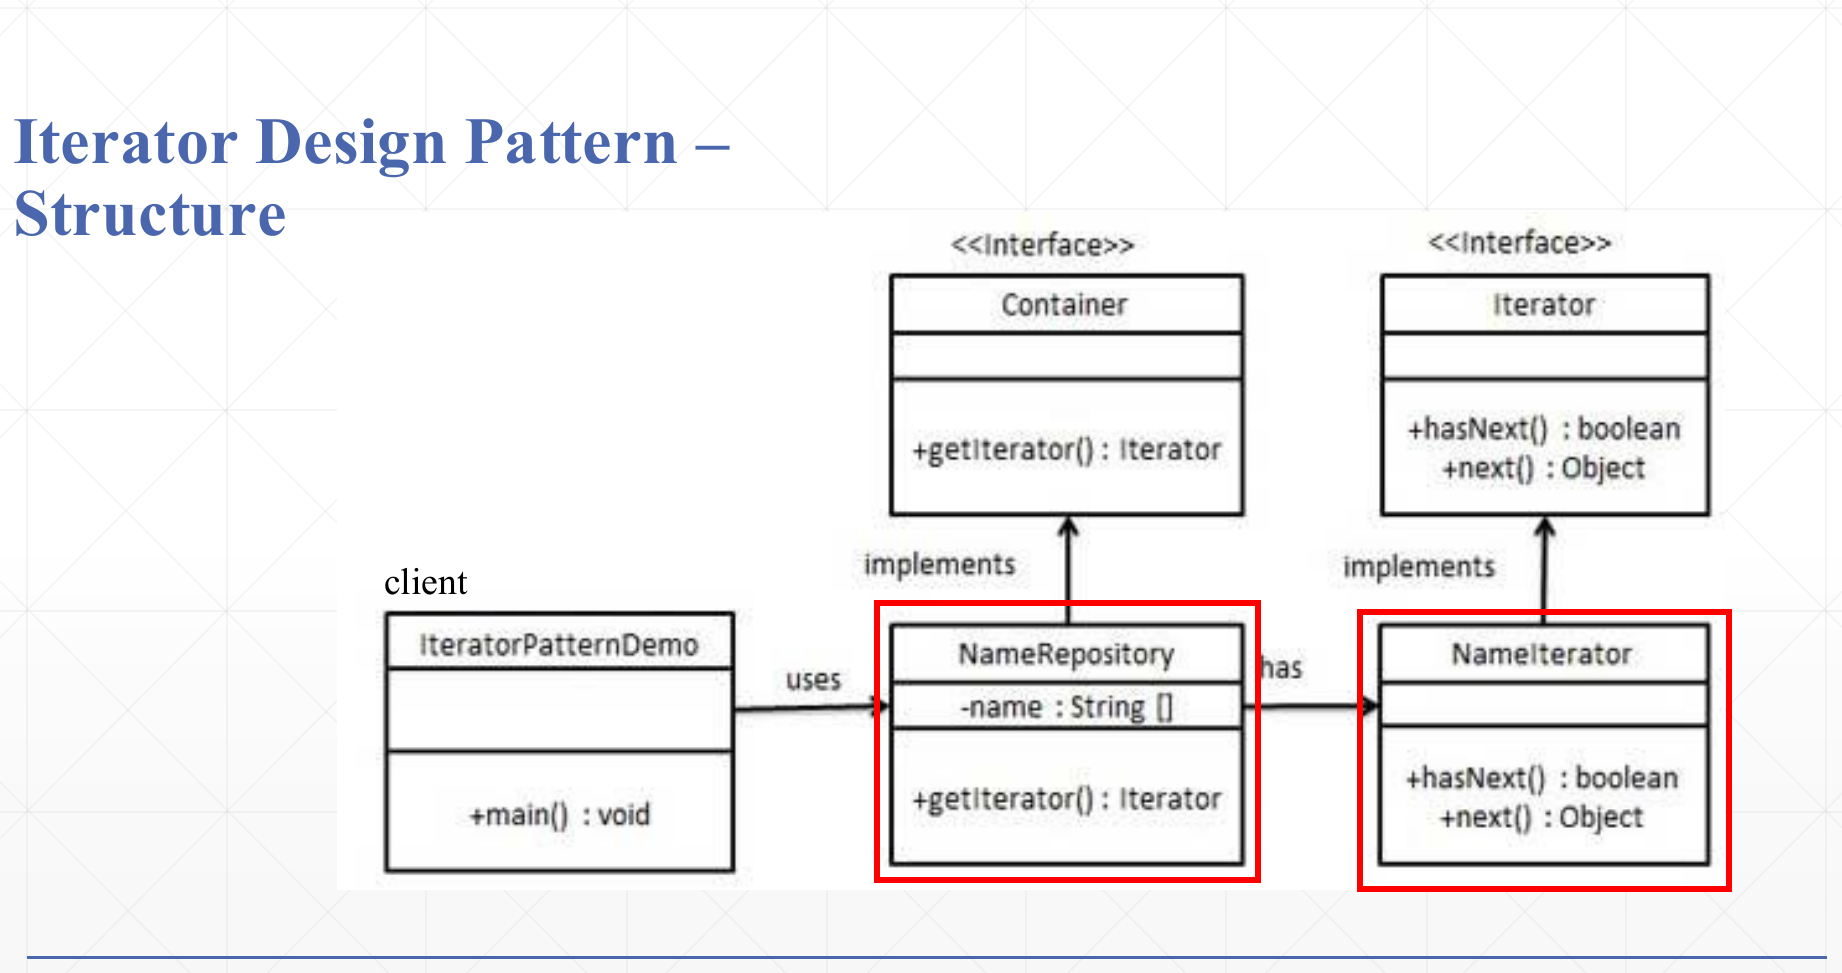 Iterator Design Pattern –
Structure
<<Interface>>
Container
+getIterator() : Iterator
<<Interface>>
Iterator
+hasNext() : boolean
+next() : Object
implements
implements
client
IteratorPatternDemo
+main() : void
uses
NameRepository
-name : String []
+getIterator() : Iterator
has
NameIterator
+hasNext() : boolean
+next() : Object